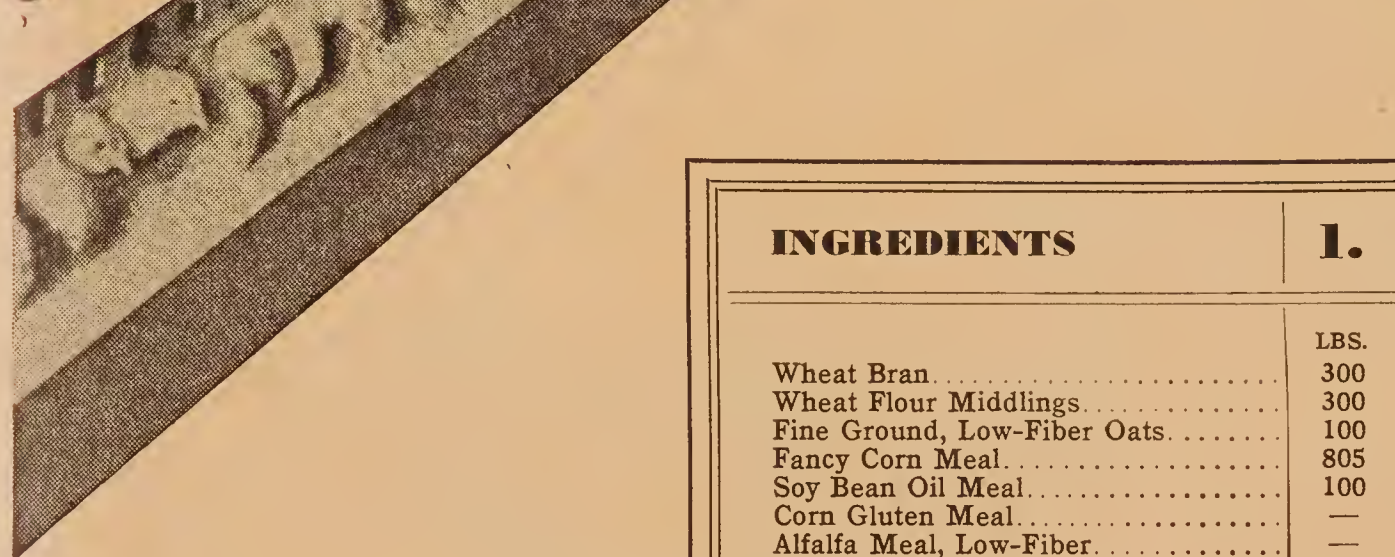 INGREDIENTS 1.
LBS.
Wheat Bran........................ 300
Wheat Flour Middlings.............. 300
Fine Ground, Low-Fiber Oats........ 100
Fancy Corn Meal................... 805
Soy Bean Oil Meal.................. 100
Corn Gluten Meal................... —
Alfalfa Meal, Low-Fiber............. —